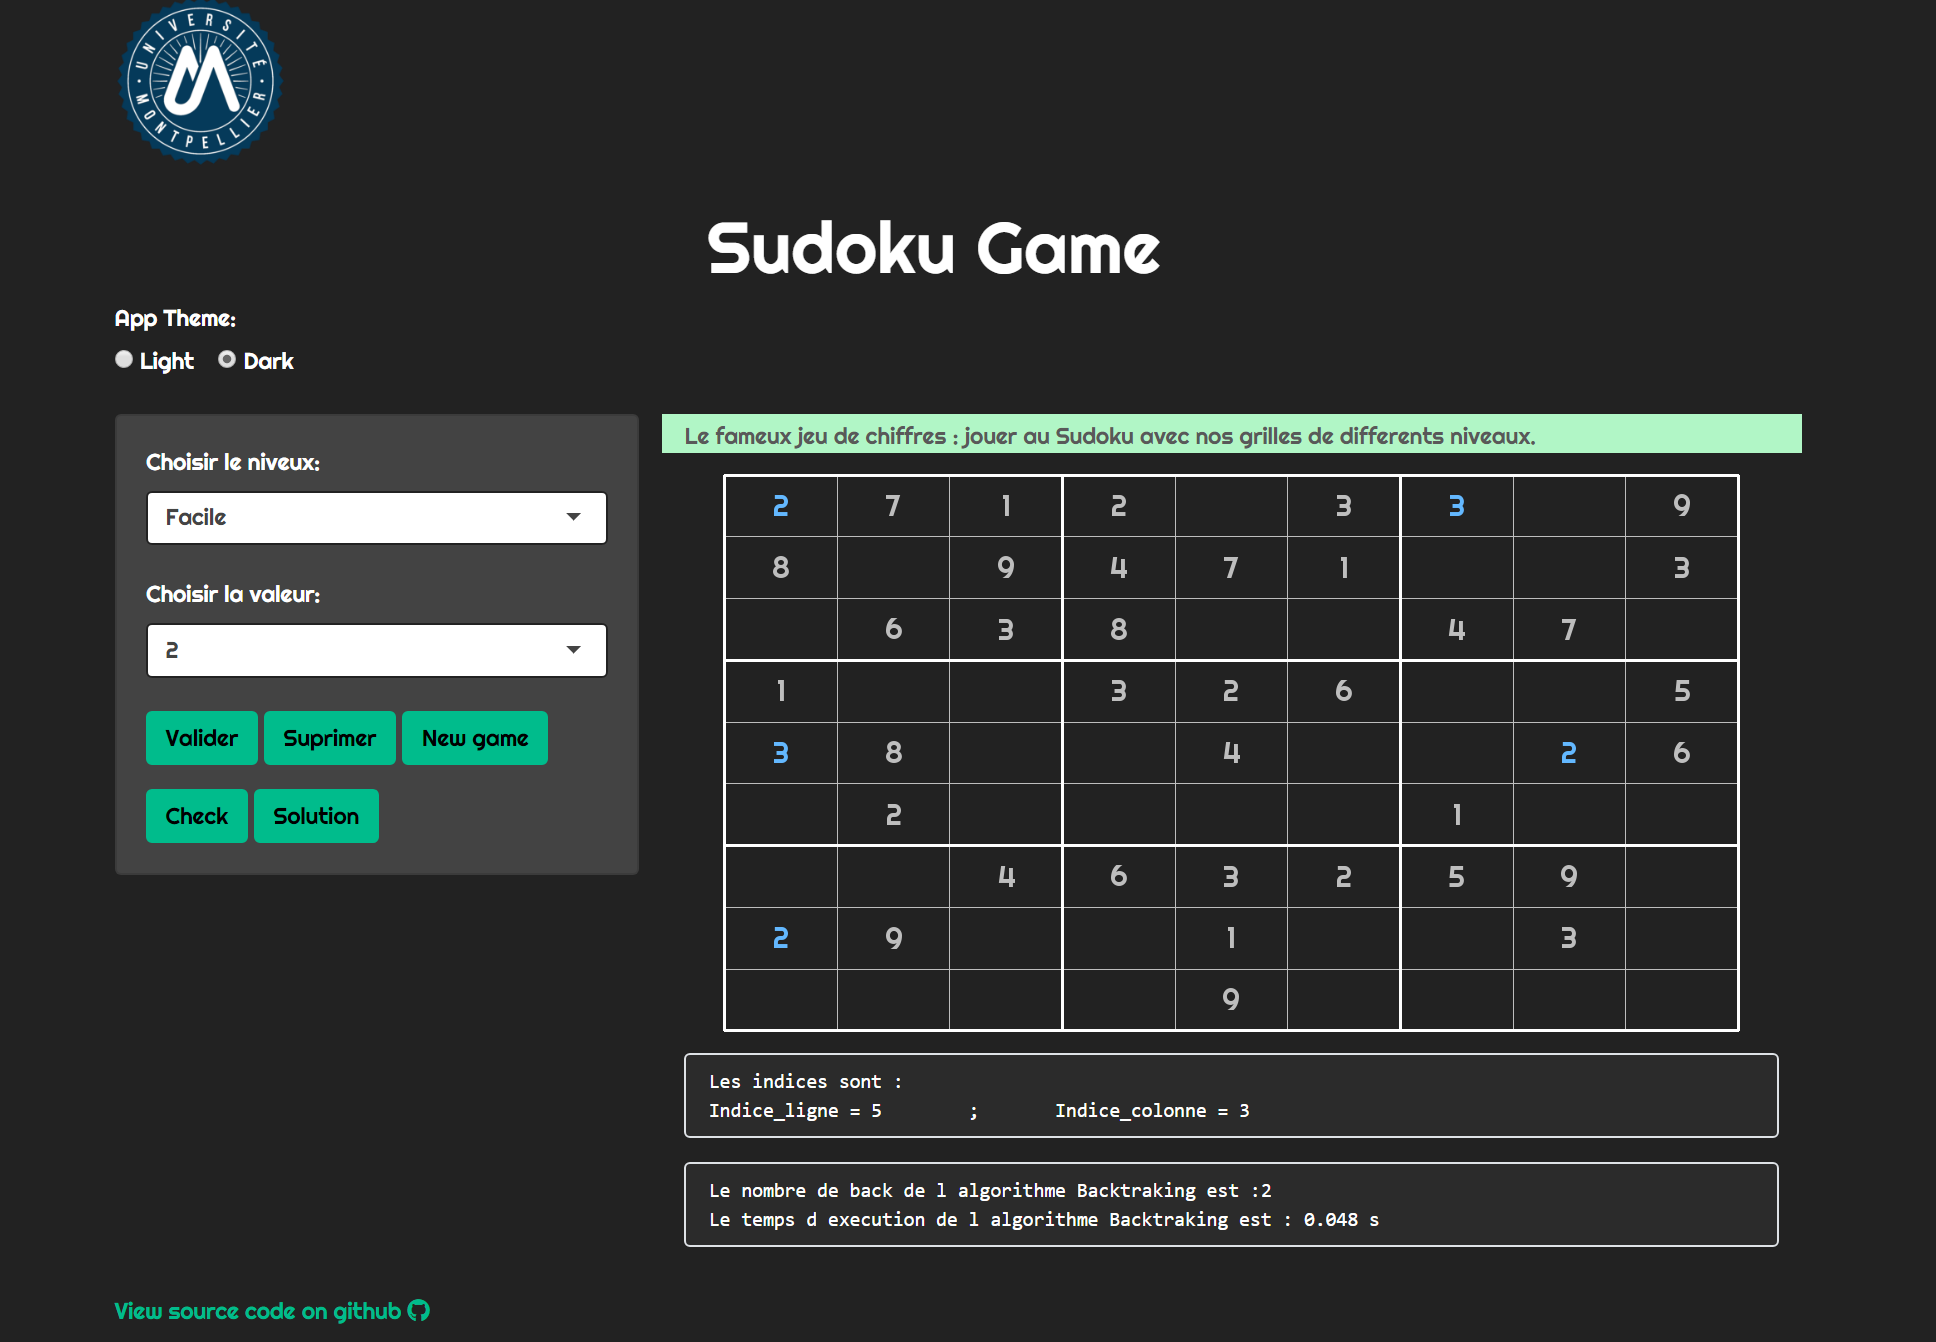 UNIVERSITÉ
MONTPELLIER
Sudoku Game
App Theme:
Light Dark
Choisir le niveux:
Facile
Choisir la valeur:
2
Valider Suprimer New game
Check Solution
Le fameux jeu de chiffres : jouer au Sudoku avec nos grilles de differents niveaux.
2 7 1 2 3 3 9
8 9 4 7 1 3
6 3 8 4 7
1 3 2 6 5
3 8 4 2 6
2 1
4 6 3 2 5 9
2 9 1 3
9
Les indices sont :
Indice_ligne = 5 ; Indice_colonne = 3
Le nombre de back de l algorithme Backtraking est :2
Le temps d execution de l algorithme Backtraking est : 0.048 s
View source code on github